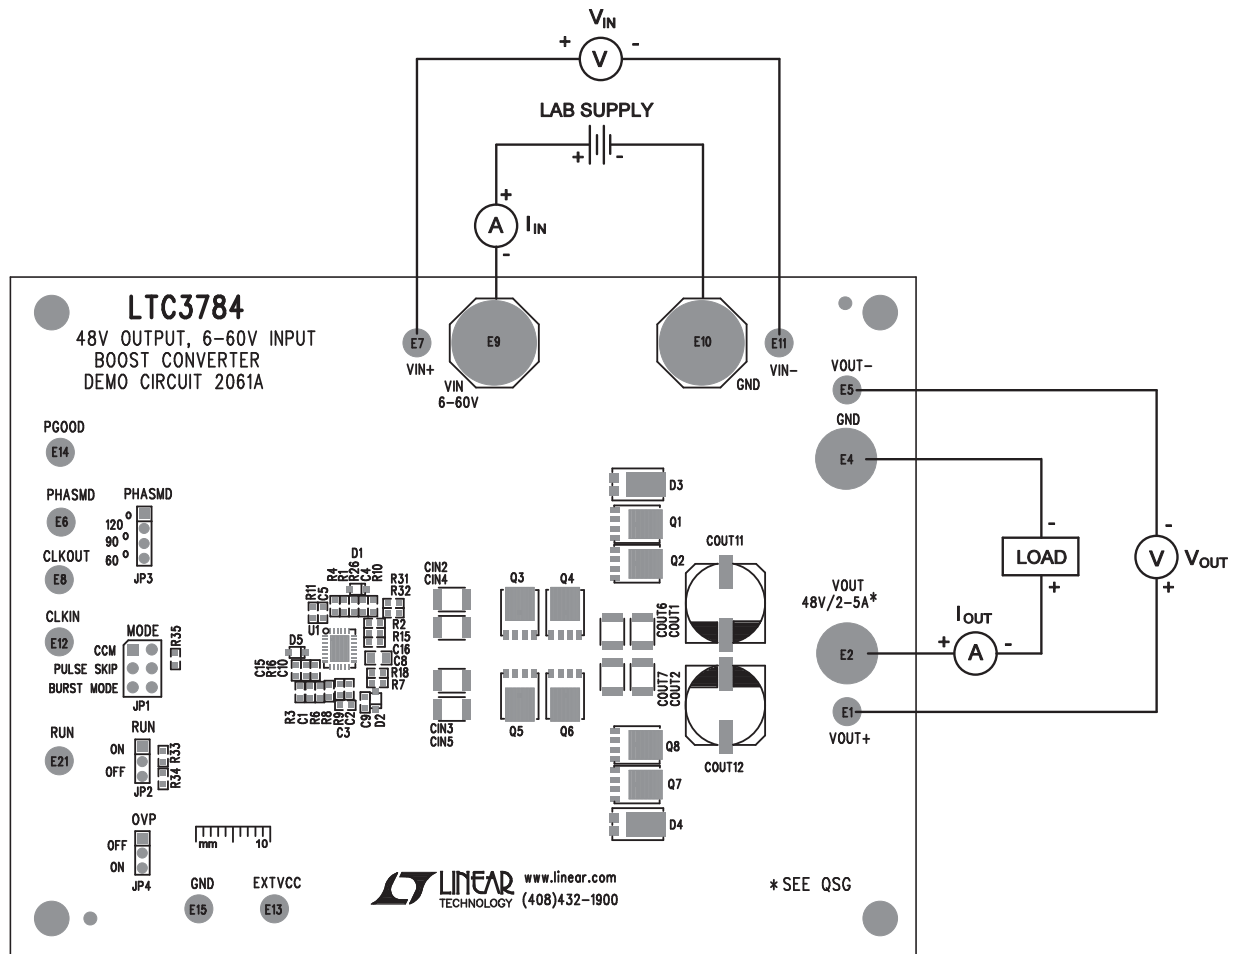 VIN
+ V -
LAB SUPPLY
+ -
+
A IIN
-
LTC3784
48V OUTPUT, 6-60V INPUT
BOOST CONVERTER
DEMO CIRCUIT 2061A
E7
VIN+
E9
VIN
6-60V
E10
GND
E11
VIN-
VOUT-
E5
GND
E4
PGOOD
E14
PHASMD
E6
CLKOUT
E8
CLKIN
E12
RUN
E21
PHASMD
120°
90°
60°
JP3
MODE
CCM
PULSE SKIP
BURST MODE
JP1
R35
RUN
ON
OFF
JP2
R33
R34
OVP
OFF
ON
JP4
D1
R4
R1
R26
C4
R10
R11
C5
R31
R32
U1
R2
R15
C16
C8
R18
R7
D5
C15
R16
C10
R3
C1
R6
R8
R9
C3
C2
C9
D2
CIN2
CIN4
CIN3
CIN5
Q3
Q4
Q5
Q6
D3
Q1
Q2
COUT11
COUT6
COUT1
COUT7
COUT2
COUT12
Q8
Q7
D4
VOUT
48V/2-5A*
E2
E1
VOUT+
-
LOAD
+
IOUT
+ A -
-
V VOUT
+
mm 10
GND
E15
EXTVCC
E13
LINEAR
TECHNOLOGY
www.linear.com
(408)432-1900
*SEE QSG